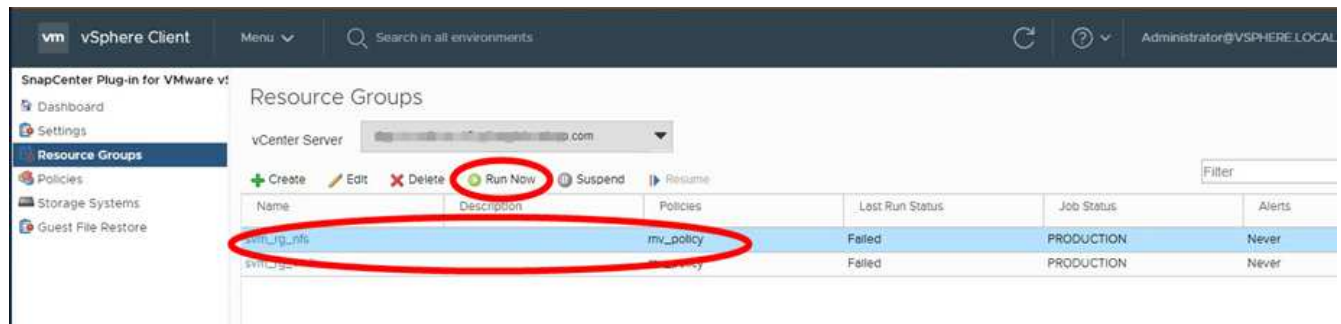 vm vSphere Client Menu Search in all environments Administrator@VSPHERE.LOCAL
SnapCenter Plug-in for VMware vS
Dashboard
Settings
Resource Groups
Policies
Storage Systems
Guest File Restore
Resource Groups
vCenter Server .com
Create Edit Delete Run Now Suspend Resume Filter
Name Description Policies Last Run Status Job Status Alerts
svm_rg_nfs mv_policy Failed PRODUCTION Never
Failed PRODUCTION Never